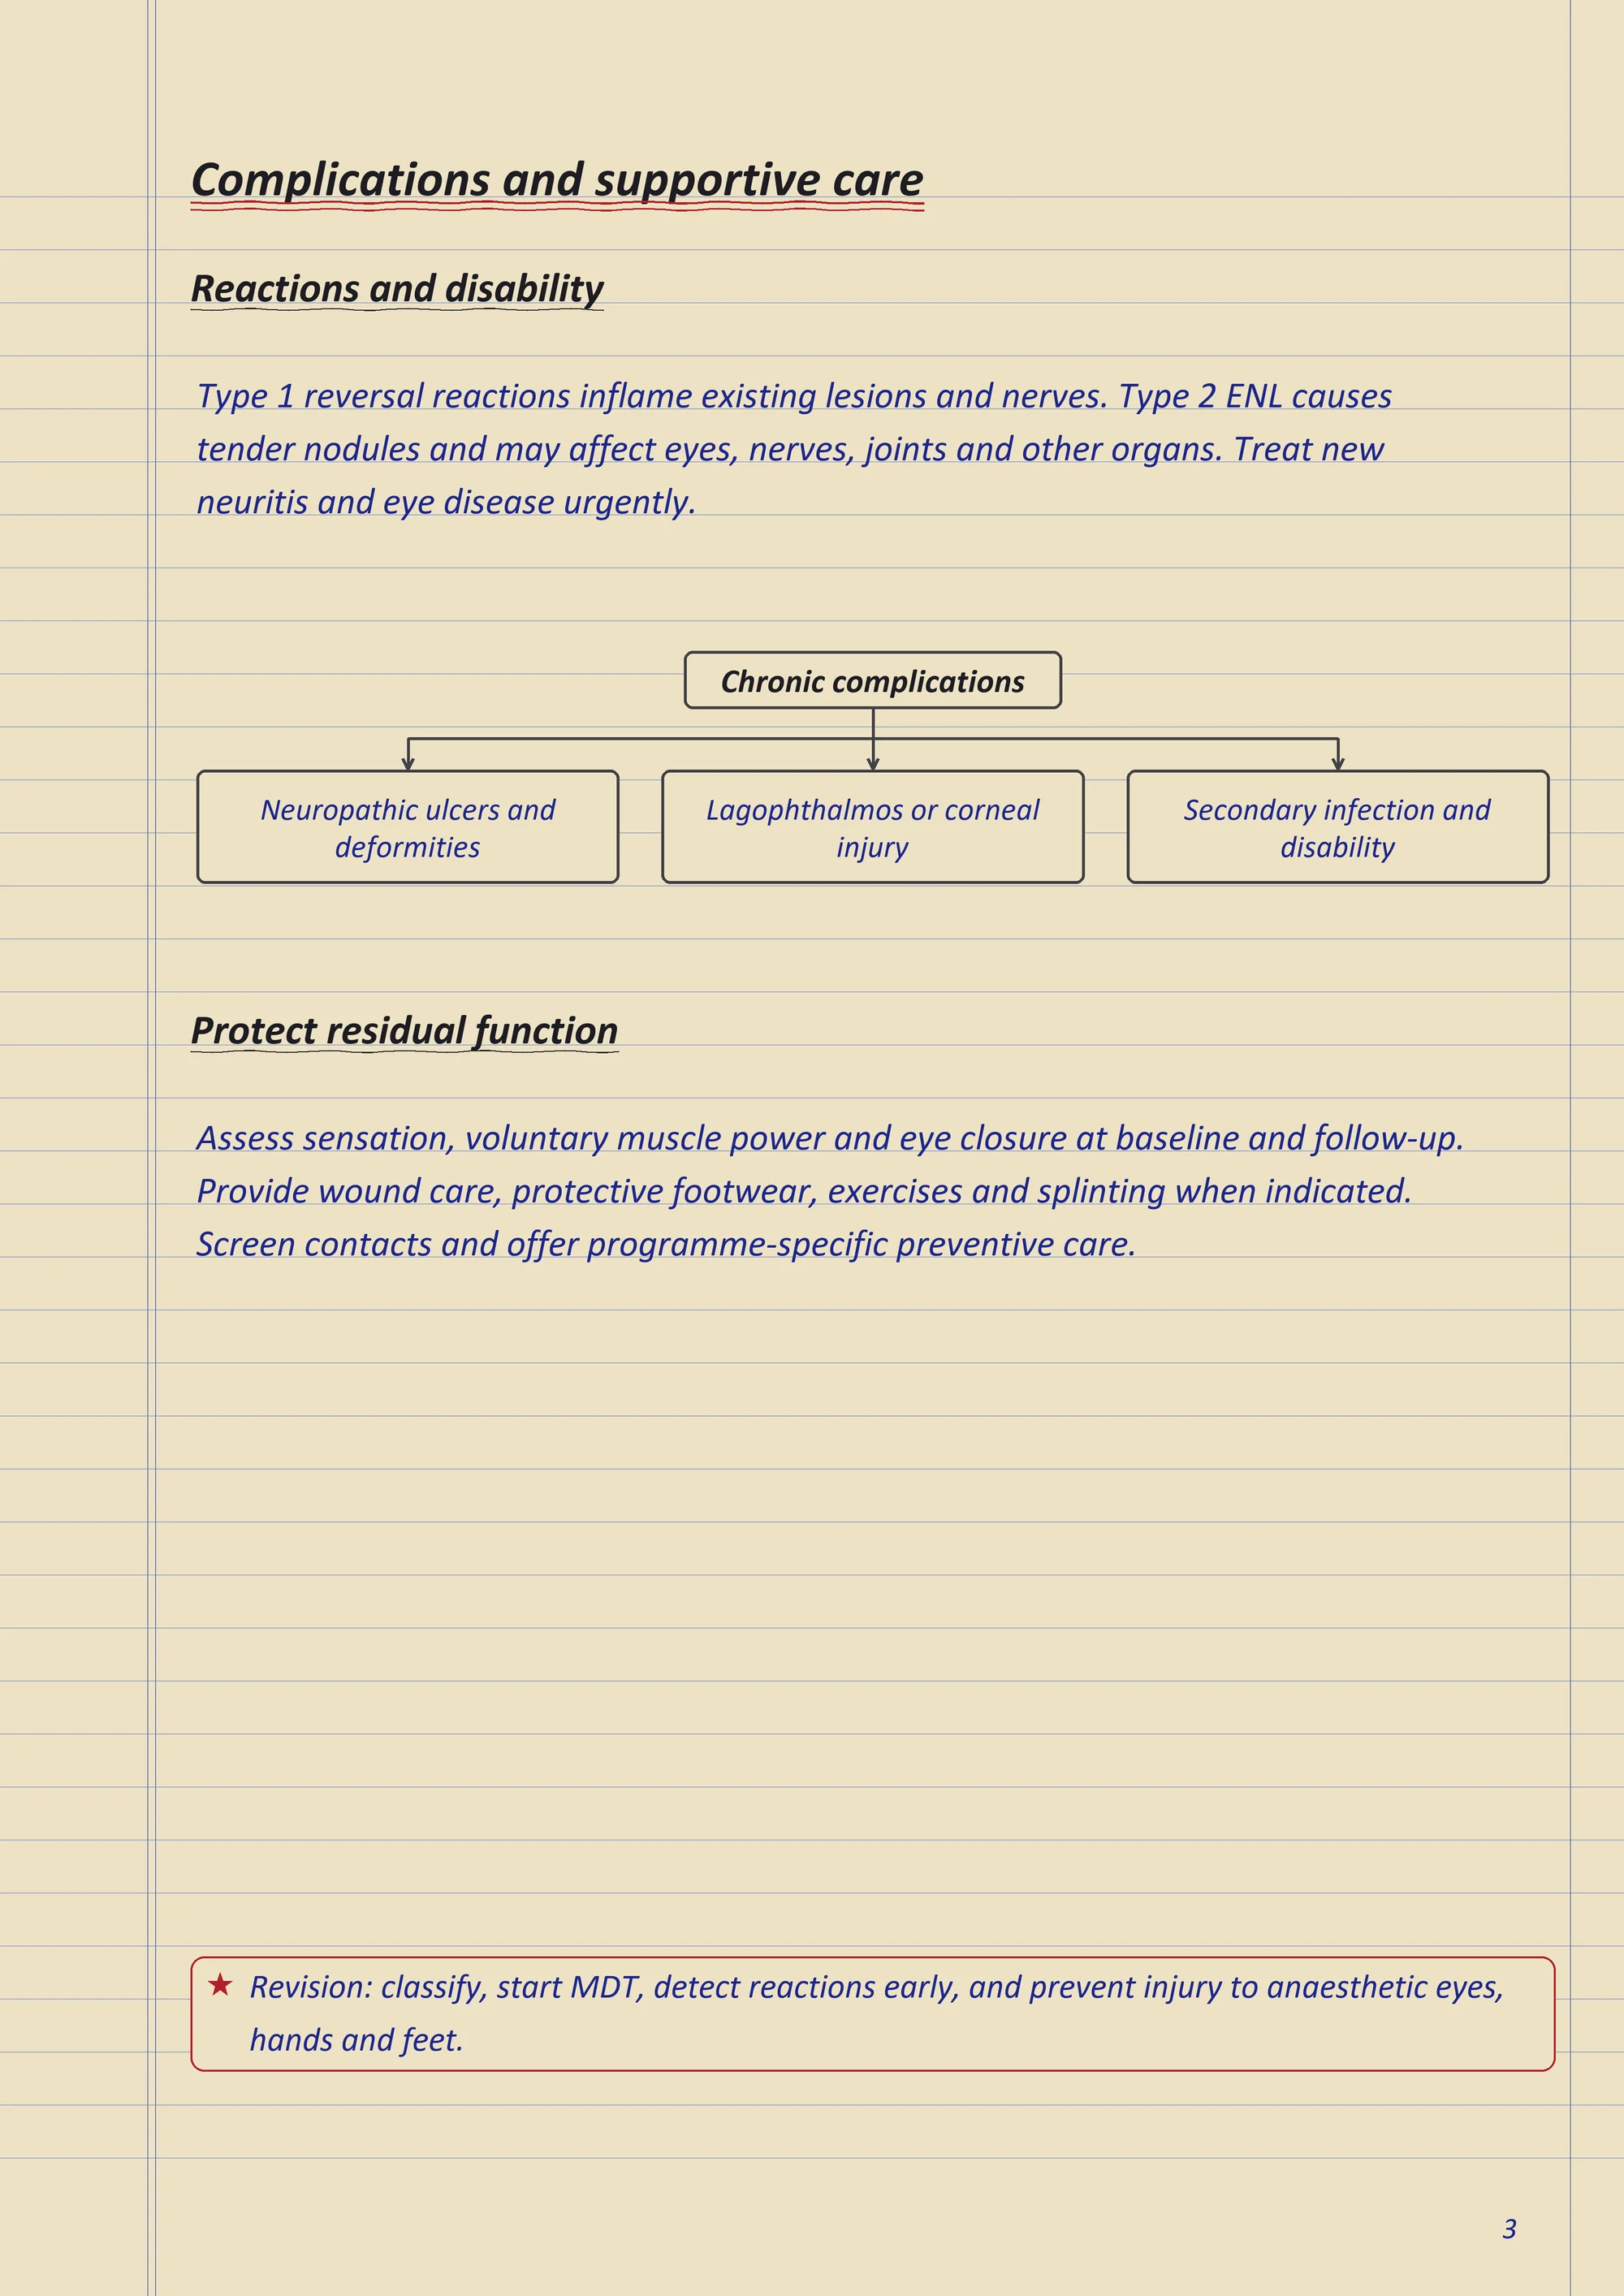 Complications and supportive care
Reactions and disability
Type 1 reversal reactions inflame existing lesions and nerves. Type 2 ENL causes
tender nodules and may affect eyes, nerves, joints and other organs. Treat new
neuritis and eye disease urgently.
Chronic complications
Neuropathic ulcers and
deformities
Lagophthalmos or corneal
injury
Secondary infection and
disability
Protect residual function
Assess sensation, voluntary muscle power and eye closure at baseline and follow-up.
Provide wound care, protective footwear, exercises and splinting when indicated.
Screen contacts and offer programme-specific preventive care.
★ Revision: classify, start MDT, detect reactions early, and prevent injury to anaesthetic eyes,
hands and feet.
3